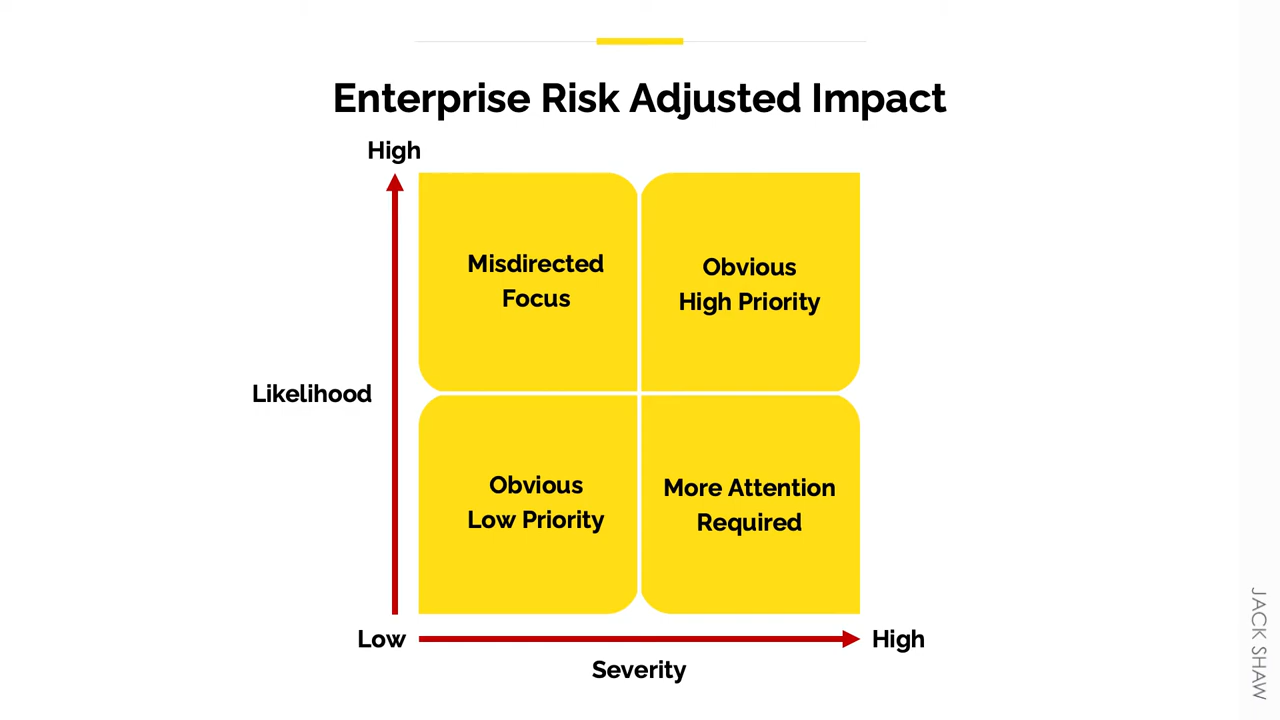 Enterprise Risk Adjusted Impact
High
Misdirected
Focus
Obvious
High Priority
Likelihood
Obvious
Low Priority
More Attention
Required
Low
High
Severity
JACK SHAW